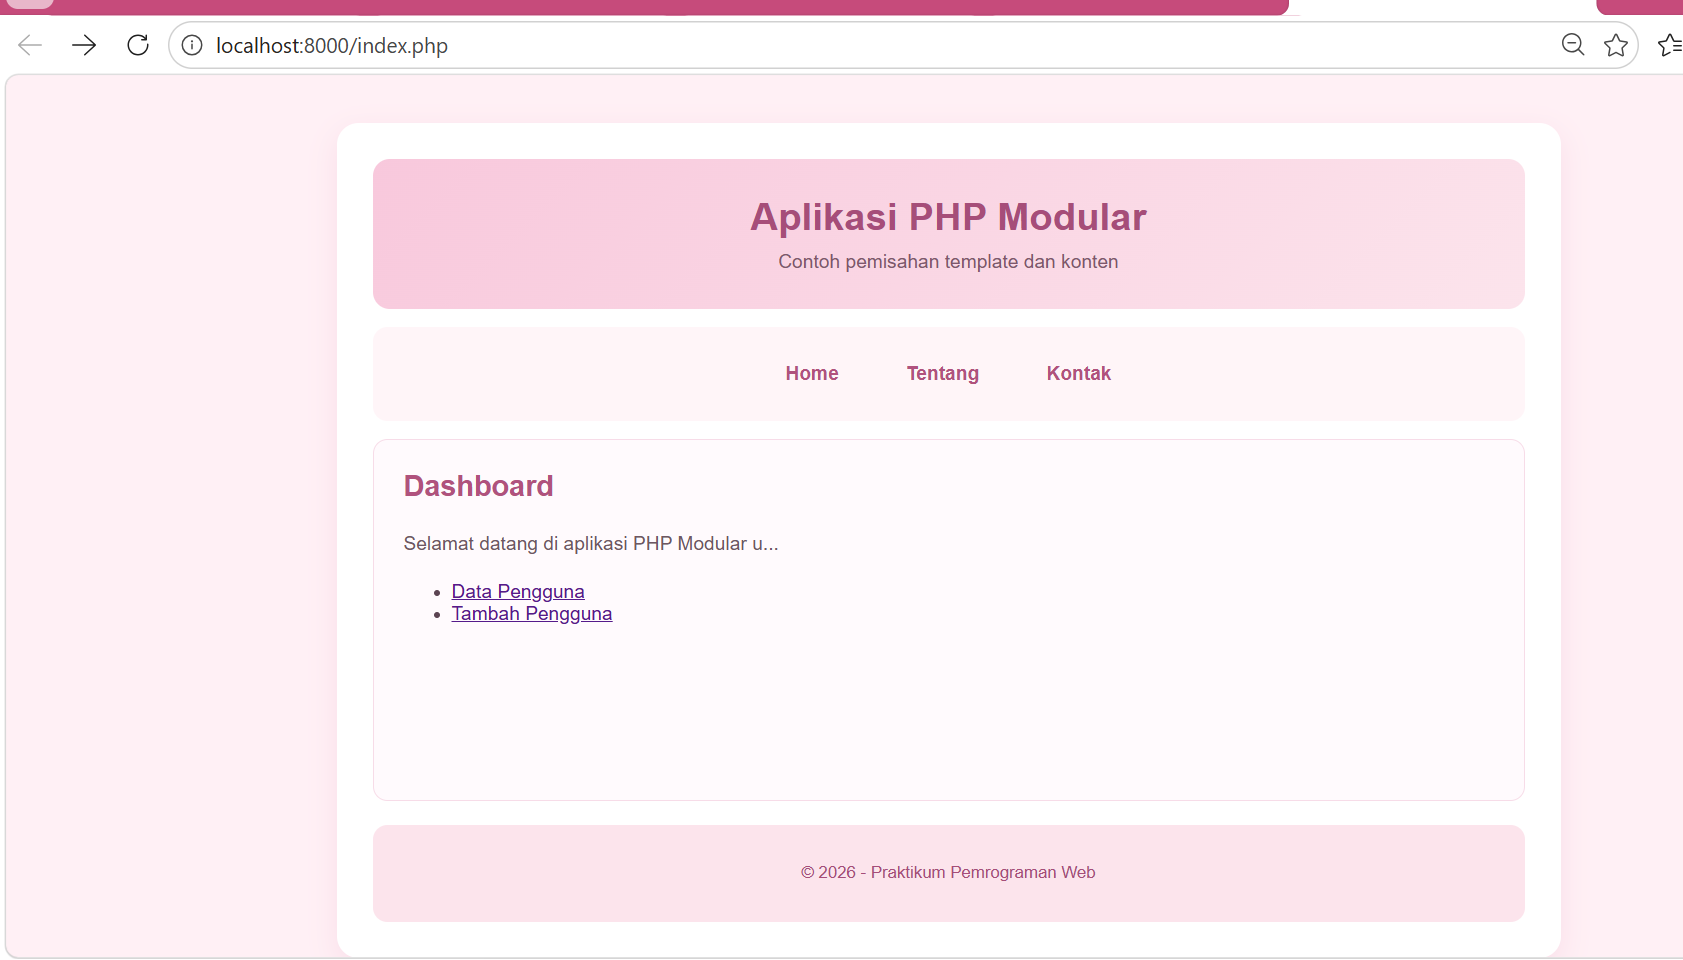 localhost:8000/index.php
Aplikasi PHP Modular
Contoh pemisahan template dan konten
Home Tentang Kontak
Dashboard
Selamat datang di aplikasi PHP Modular u...
Data Pengguna
Tambah Pengguna
© 2026 - Praktikum Pemrograman Web